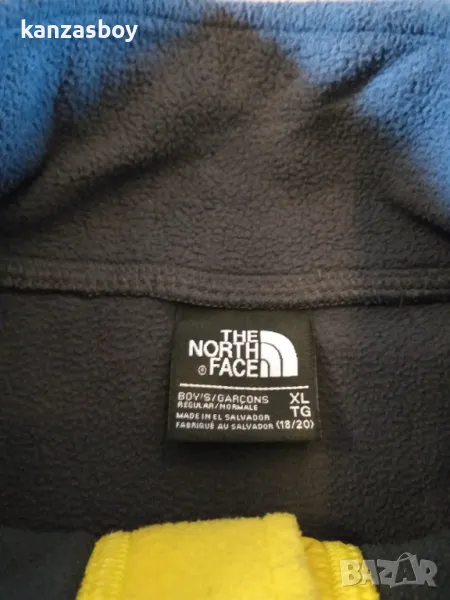 kanzasboy
THE
NORTH
® FACE
BOY'S/GARÇONS XL
REGULAR/NORMALE TG
MADE IN EL SALVADOR
FABRIQUÉ AU SALVADOR (18/20)
BAZAR